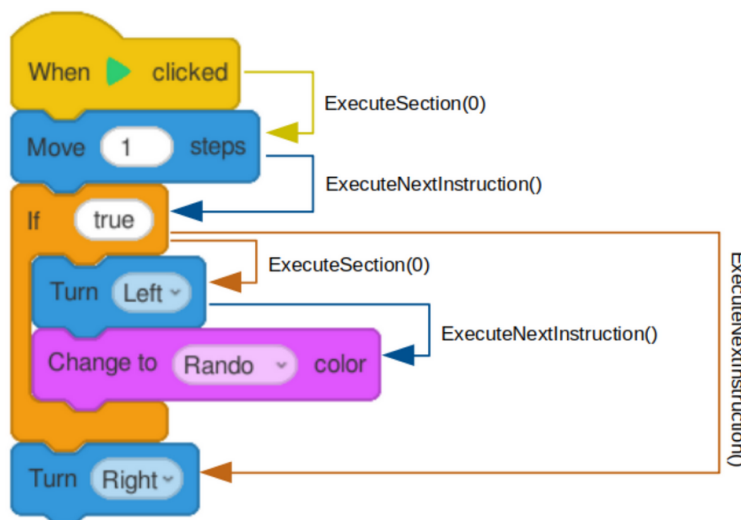 When clicked
ExecuteSection(0)
Move 1 steps
ExecuteNextInstruction()
If true
ExecuteSection(0)
Turn Left
ExecuteNextInstruction()
Change to Rando color
ExecuteNextInstruction()
Turn Right